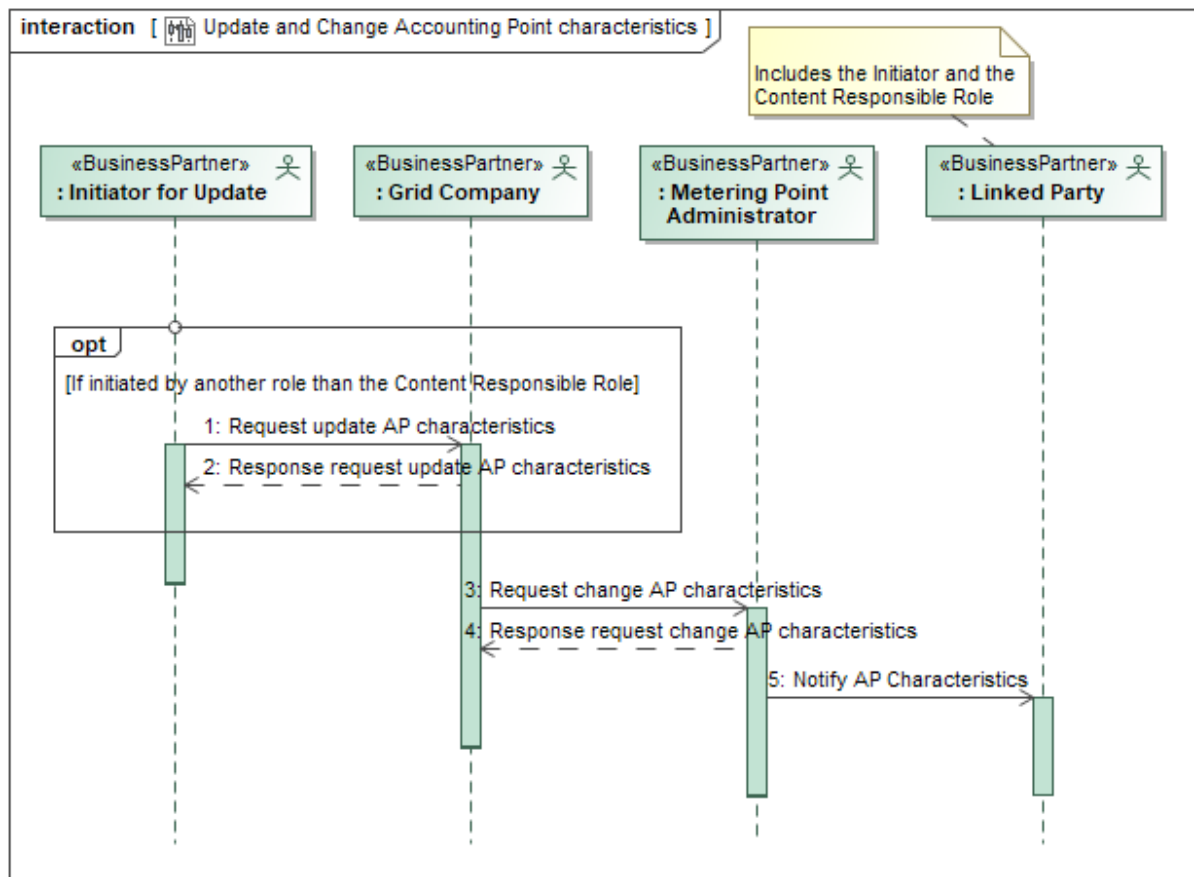 interaction [ Update and Change Accounting Point characteristics ]
Includes the Initiator and the
Content Responsible Role
«BusinessPartner»
: Initiator for Update
«BusinessPartner»
: Grid Company
«BusinessPartner»
: Metering Point
Administrator
«BusinessPartner»
: Linked Party
opt
[If initiated by another role than the Content Responsible Role]
1: Request update AP characteristics
2: Response request update AP characteristics
3: Request change AP characteristics
4: Response request change AP characteristics
5: Notify AP Characteristics